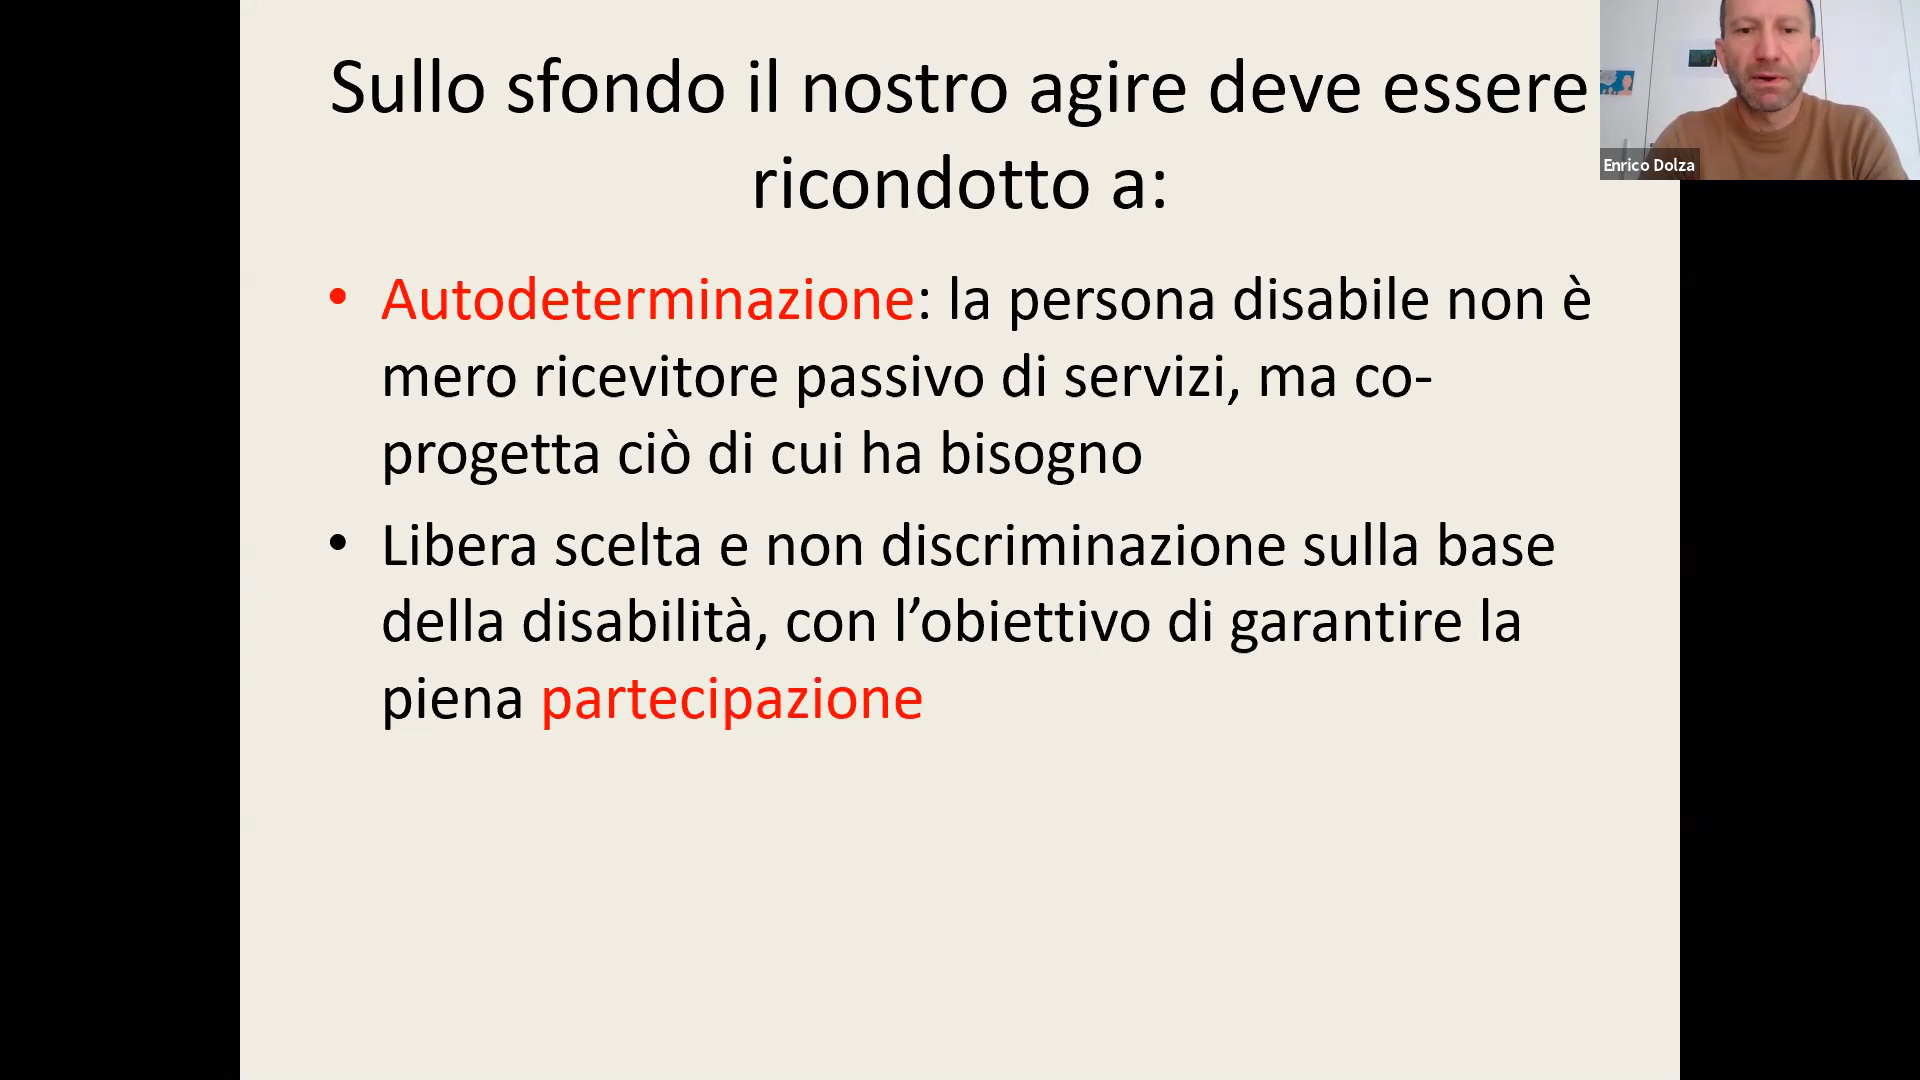 Sullo sfondo il nostro agire deve essere
ricondotto a:
Enrico Dolza
• Autodeterminazione: la persona disabile non è
mero ricevitore passivo di servizi, ma co-
progetta ciò di cui ha bisogno
• Libera scelta e non discriminazione sulla base
della disabilità, con l’obiettivo di garantire la
piena partecipazione